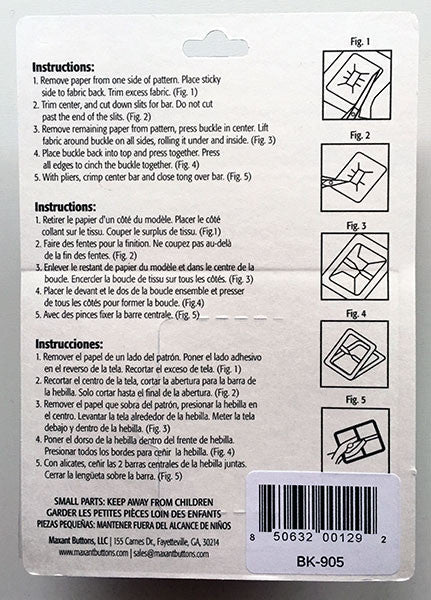 Instructions:
1. Remove paper from one side of pattern. Place sticky
side to fabric back. Trim excess fabric. (Fig. 1)
2. Trim center, and cut down slits for bar. Do not cut
past the end of the slits. (Fig. 2)
3. Remove remaining paper from pattern, press buckle in center. Lift
fabric around buckle on all sides, rolling it under and inside. (Fig. 3)
4. Place buckle back into top and press together. Press
all edges to cinch the buckle together. (Fig. 4)
5. With pliers, crimp center bar and close tong over bar. (Fig. 5)
Instructions:
1. Retirer le papier d'un côté du modèle. Placer le côté
collant sur le tissu. Couper le surplus de tissu. (Fig.1)
2. Faire des fentes pour la finition. Ne coupez pas au-delà
de la fin des fentes. (Fig. 2)
3. Enlever le restant de papier du modèle et dans le centre de la
boucle. Encercler la boucle de tissu sur tous les côtés. (Fig. 3)
4. Placer le devant et le dos de la boucle ensemble et presser
de tous les côtés pour former la boucle. (Fig.4)
5. Avec des pinces fixer la barre centrale. (Fig. 5)
Instrucciones:
1. Remover el papel de un lado del patrón. Poner el lado adhesivo
en el reverso de la tela. Recortar el exceso de tela. (Fig. 1)
2. Recortar el centro de la tela, cortar la abertura para la barra de
la hebilla. Solo cortar hasta el final de la abertura. (Fig. 2)
3. Remover el papel que sobra del patrón, presionar la hebilla en
el centro. Levantar la tela alrededor de la hebilla. Meter la tela
debajo y dentro de la hebilla. (Fig. 3)
4. Poner el dorso de la hebilla dentro del frente de hebilla.
Presionar todos los bordes para ceñir la hebilla. (Fig. 4)
5. Con alicates, ceñir las 2 barras centrales de la hebilla juntas.
Cerrar la lengüeta sobre la barra. (Fig. 5)
SMALL PARTS: KEEP AWAY FROM CHILDREN
GARDER LES PETITES PIÈCES LOIN DES ENFANTS
PIEZAS PEQUEÑAS: MANTENER FUERA DEL ALCANCE DE NIÑOS
Maxant Buttons, LLC | 155 Carnes Dr., Fayetteville, GA, 30214
www.maxantbuttons.com | sales@maxantbuttons.com
Fig. 1
Fig. 2
Fig. 3
Fig. 4
Fig. 5
8 50632 00129 2
BK-905